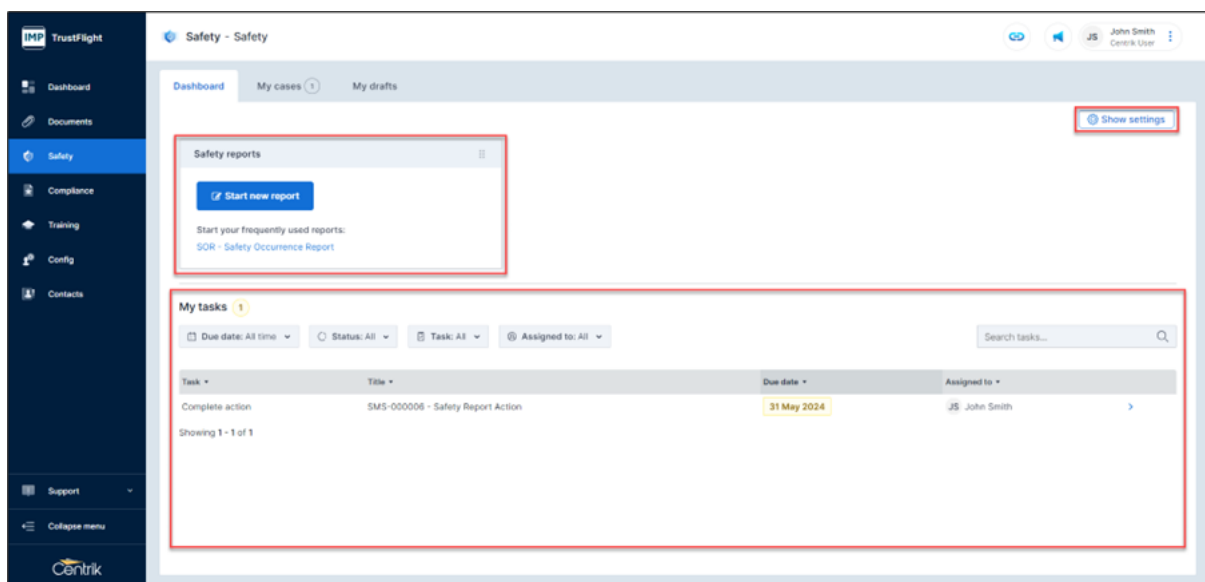 IMP TrustFlight
Safety - Safety
JS John Smith
Centrik User
Dashboard
Documents
Safety
Compliance
Training
Config
Contacts
Support
Collapse menu
Centrik
Dashboard My cases 1 My drafts
Show settings
Safety reports
Start new report
Start your frequently used reports:
SOR - Safety Occurrence Report
My tasks 1
Due date: All time Status: All Task: All Assigned to: All Search tasks...
Task Title Due date Assigned to
Complete action SMS-000006 - Safety Report Action 31 May 2024 JS John Smith
Showing 1 - 1 of 1